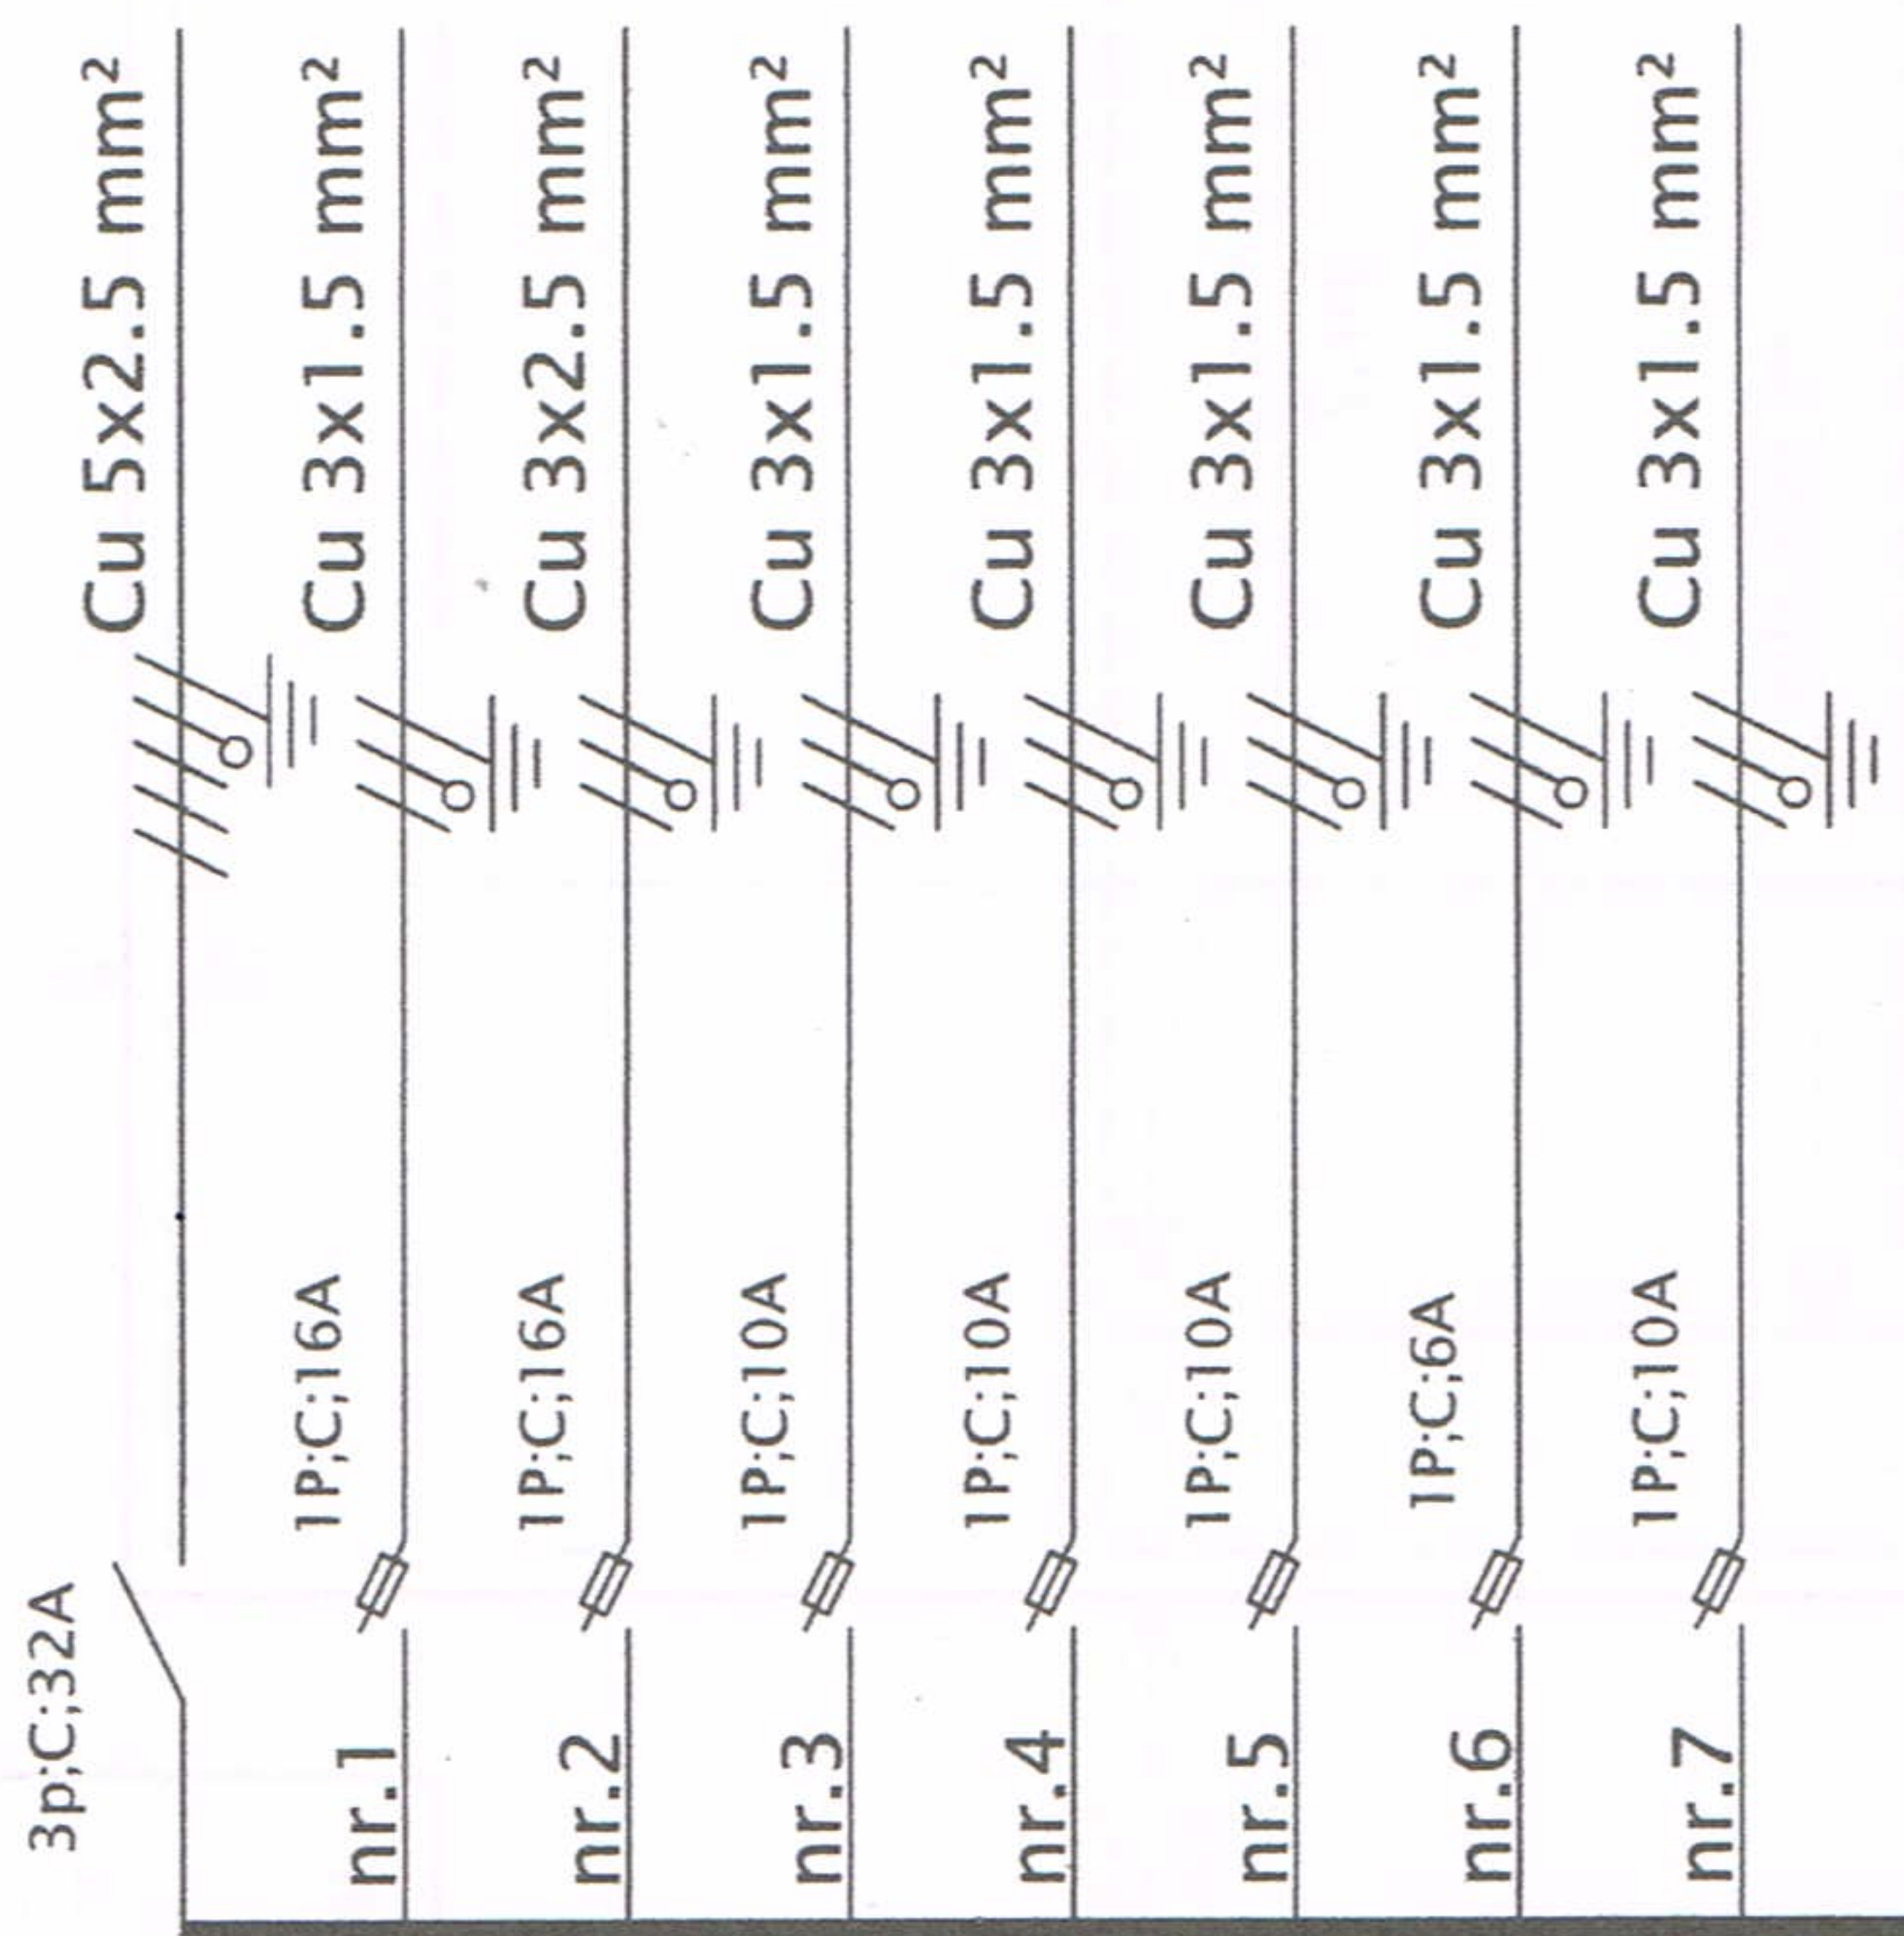 3p;C;32A
Cu 5x2.5 mm²
nr.1
1P;C;16A
Cu 3x1.5 mm²
nr.2
1P;C;16A
Cu 3x2.5 mm²
nr.3
1P;C;10A
Cu 3x1.5 mm²
nr.4
1P;C;10A
Cu 3x1.5 mm²
nr.5
1P;C;10A
Cu 3x1.5 mm²
nr.6
1P;C;6A
Cu 3x1.5 mm²
nr.7
1P;C;10A
Cu 3x1.5 mm²